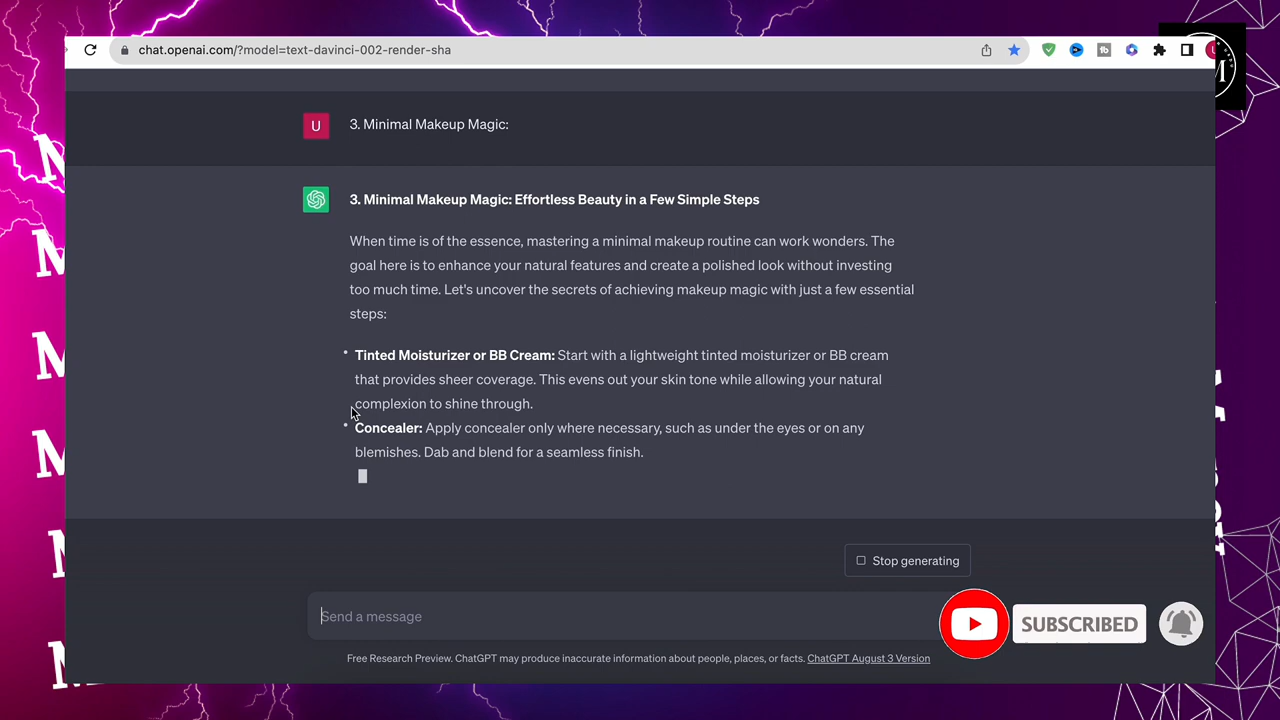 chat.openai.com/?model=text-davinci-002-render-sha
M
U
3. Minimal Makeup Magic:
3. Minimal Makeup Magic: Effortless Beauty in a Few Simple Steps
When time is of the essence, mastering a minimal makeup routine can work wonders. The
goal here is to enhance your natural features and create a polished look without investing
too much time. Let's uncover the secrets of achieving makeup magic with just a few essential
steps:
• Tinted Moisturizer or BB Cream: Start with a lightweight tinted moisturizer or BB cream
that provides sheer coverage. This evens out your skin tone while allowing your natural
complexion to shine through.
• Concealer: Apply concealer only where necessary, such as under the eyes or on any
blemishes. Dab and blend for a seamless finish.
Stop generating
Send a message
SUBSCRIBED
Free Research Preview. ChatGPT may produce inaccurate information about people, places, or facts. ChatGPT August 3 Version